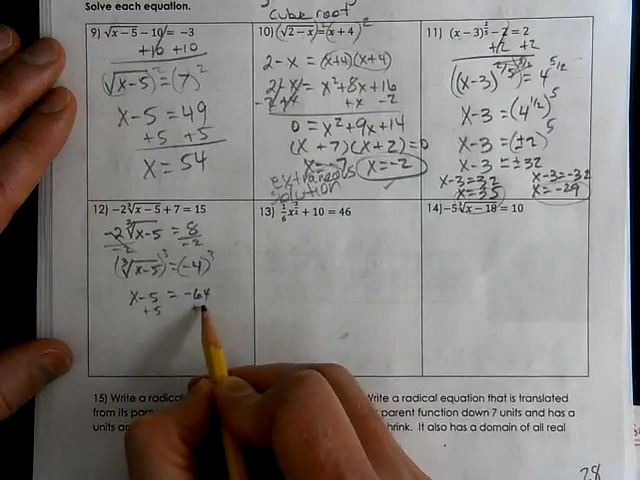 Solve each equation.
cube root
9) √x − 5 − 10 = −3
+10 +10
(√x-5)² = (7)²
x-5 = 49
+5 +5
x = 54
10) (√2 − x)² = (x + 4)²
2-x = (x+4)(x+4)
2-x = x²+8x+16
-2+x +x -2
0 = x²+9x+14
(x+7)(x+2)=0
x=-7 x=-2
extraneous
solution
11) (x − 3)^(2/5) − 2 = 2
+2 +2
((x-3)^(2/5))^(5/2) = 4^(5/2)
x-3 = (4^(1/2))^5
x-3 = (±2)^5
x-3 = ±32
x-3=32 x-3=-32
x=35 x=-29
12) −2∛x − 5 + 7 = 15
-2∛x-5 = 8
-2 -2
(∛x-5)³ = (-4)³
x-5 = -64
+5
13) 1/6 x^(3/2) + 10 = 46
14) −5√x − 18 = 10
15) Write a radical
from its par
units an
Write a radical equation that is translated
parent function down 7 units and has a
hrink. It also has a domain of all real
28